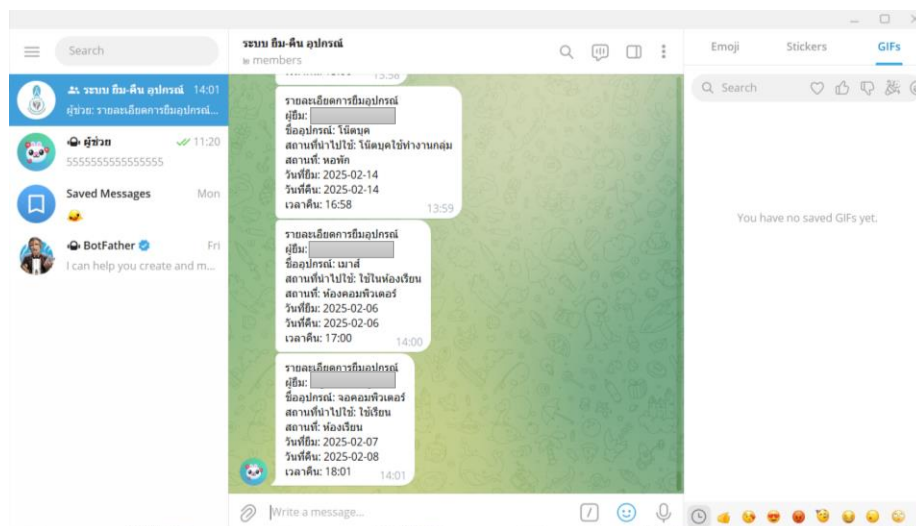 Search
ระบบ ยืม-คืน อุปกรณ์ 14:01
ผู้ช่วย: รายละเอียดการยืมอุปกรณ์...
ผู้ช่วย 11:20
5555555555555555
Saved Messages Mon
BotFather Fri
I can help you create and m...
ระบบ ยืม-คืน อุปกรณ์
members
13:58
รายละเอียดการยืมอุปกรณ์
ผู้ยืม:
ชื่ออุปกรณ์: โน๊ตบุค
สถานที่นำไปใช้: โน๊ตบุคใช้ทำงานกลุ่ม
สถานที่: หอพัก
วันที่ยืม: 2025-02-14
วันที่คืน: 2025-02-14
เวลาคืน: 16:58
13:59
รายละเอียดการยืมอุปกรณ์
ผู้ยืม:
ชื่ออุปกรณ์: เมาส์
สถานที่นำไปใช้: ใช้ในห้องเรียน
สถานที่: ห้องคอมพิวเตอร์
วันที่ยืม: 2025-02-06
วันที่คืน: 2025-02-06
เวลาคืน: 17:00
14:00
รายละเอียดการยืมอุปกรณ์
ผู้ยืม:
ชื่ออุปกรณ์: จอคอมพิวเตอร์
สถานที่นำไปใช้: ใช้เรียน
สถานที่: ห้องเรียน
วันที่ยืม: 2025-02-07
วันที่คืน: 2025-02-08
เวลาคืน: 18:01
14:01
Write a message...
Emoji Stickers GIFs
Search
You have no saved GIFs yet.